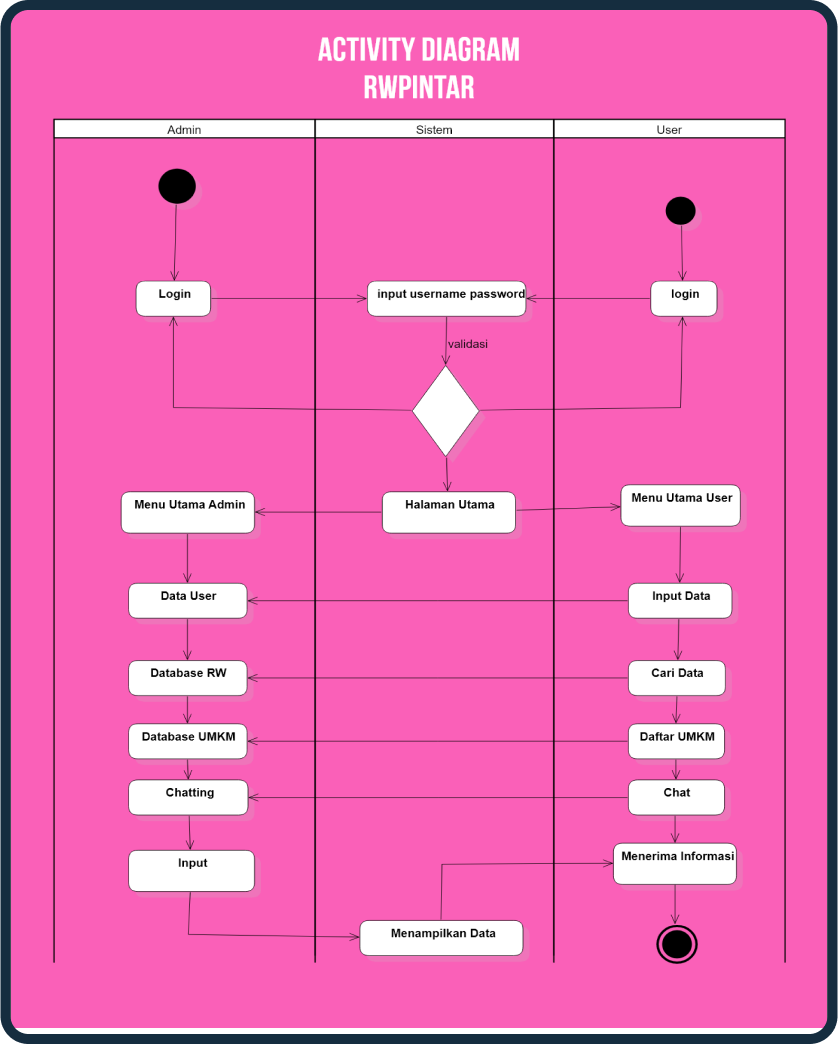 ACTIVITY DIAGRAM
RWPINTAR
Admin
Sistem
User
Login
input username password
login
validasi
Menu Utama Admin
Halaman Utama
Menu Utama User
Data User
Input Data
Database RW
Cari Data
Database UMKM
Daftar UMKM
Chatting
Chat
Input
Menerima Informasi
Menampilkan Data